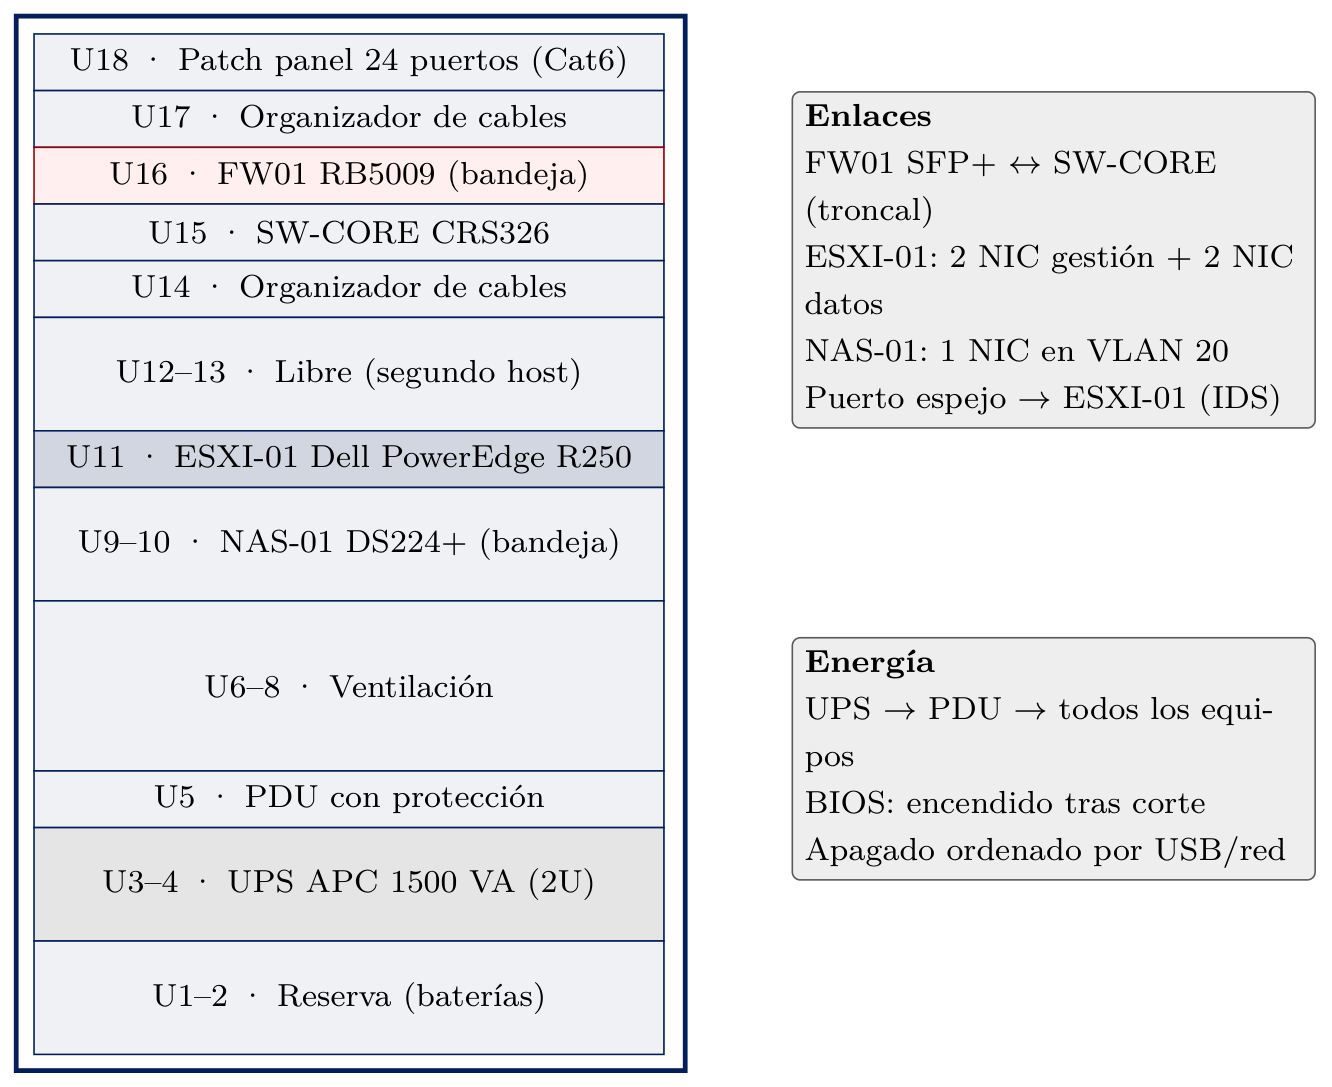 U18 · Patch panel 24 puertos (Cat6)
U17 · Organizador de cables
U16 · FW01 RB5009 (bandeja)
U15 · SW-CORE CRS326
U14 · Organizador de cables
U12–13 · Libre (segundo host)
U11 · ESXI-01 Dell PowerEdge R250
U9–10 · NAS-01 DS224+ (bandeja)
U6–8 · Ventilación
U5 · PDU con protección
U3–4 · UPS APC 1500 VA (2U)
U1–2 · Reserva (baterías)
Enlaces
FW01 SFP+ ↔ SW-CORE
(troncal)
ESXI-01: 2 NIC gestión + 2 NIC
datos
NAS-01: 1 NIC en VLAN 20
Puerto espejo → ESXI-01 (IDS)
Energía
UPS → PDU → todos los equi-
pos
BIOS: encendido tras corte
Apagado ordenado por USB/red